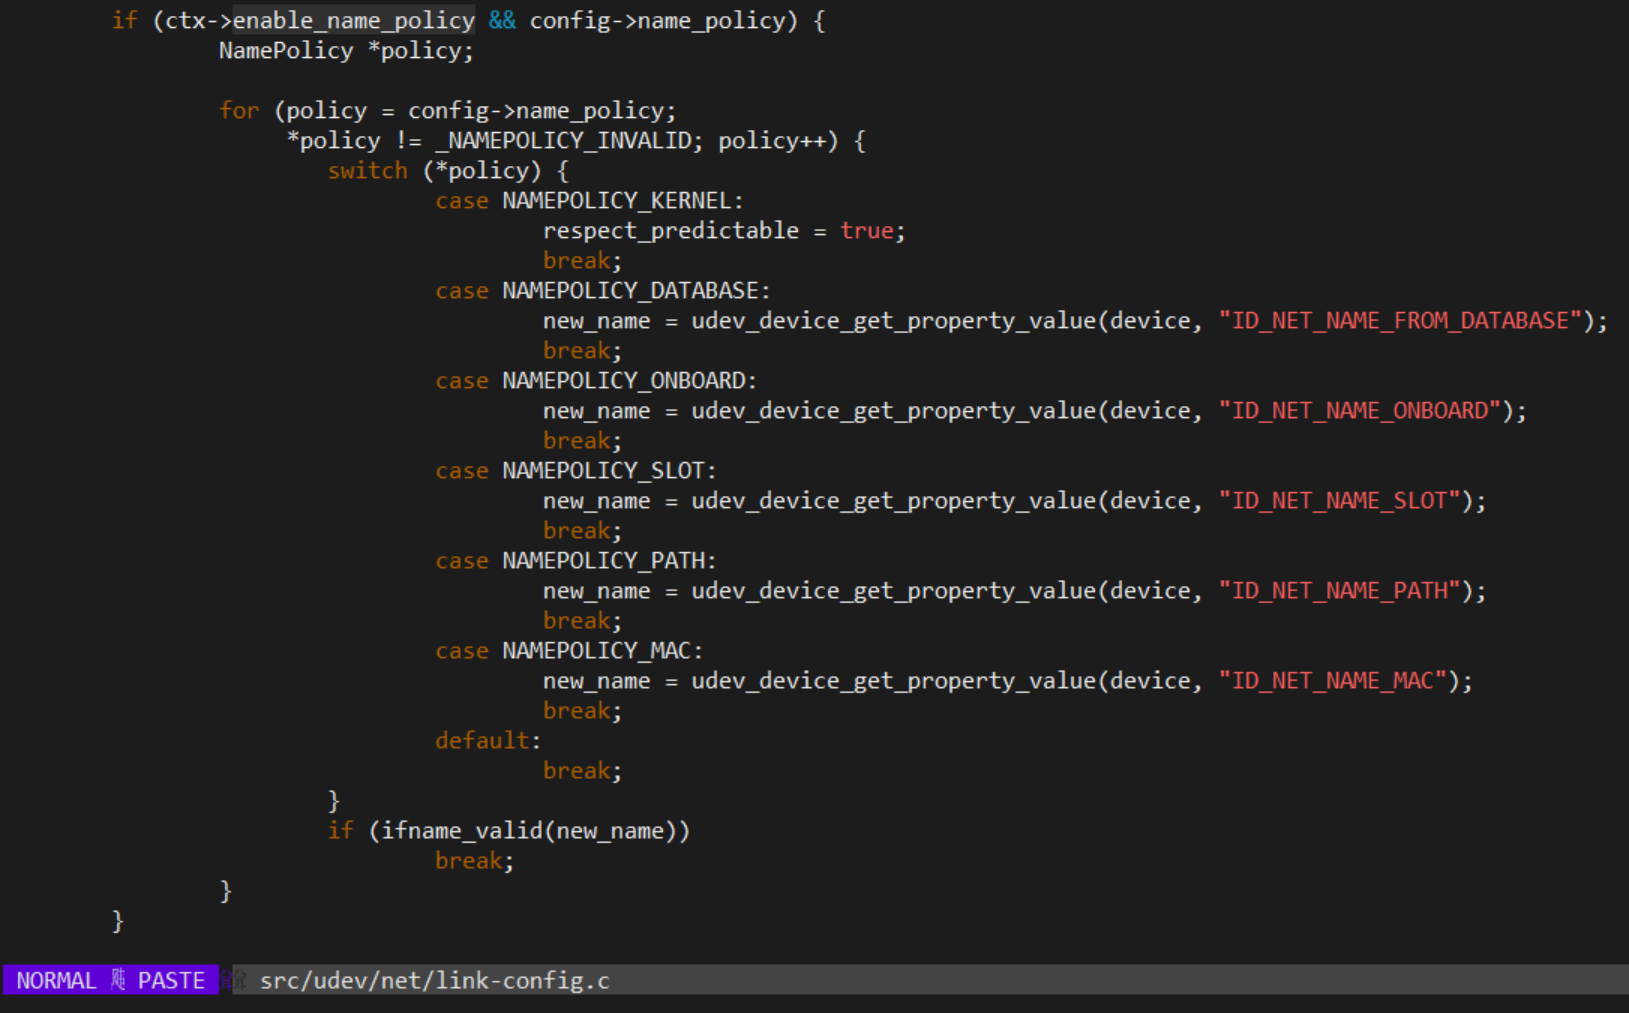 if (ctx->enable_name_policy && config->name_policy) {
NamePolicy *policy;
for (policy = config->name_policy;
*policy != _NAMEPOLICY_INVALID; policy++) {
switch (*policy) {
case NAMEPOLICY_KERNEL:
respect_predictable = true;
break;
case NAMEPOLICY_DATABASE:
new_name = udev_device_get_property_value(device, "ID_NET_NAME_FROM_DATABASE");
break;
case NAMEPOLICY_ONBOARD:
new_name = udev_device_get_property_value(device, "ID_NET_NAME_ONBOARD");
break;
case NAMEPOLICY_SLOT:
new_name = udev_device_get_property_value(device, "ID_NET_NAME_SLOT");
break;
case NAMEPOLICY_PATH:
new_name = udev_device_get_property_value(device, "ID_NET_NAME_PATH");
break;
case NAMEPOLICY_MAC:
new_name = udev_device_get_property_value(device, "ID_NET_NAME_MAC");
break;
default:
break;
}
if (ifname_valid(new_name))
break;
}
}
NORMAL PASTE src/udev/net/link-config.c